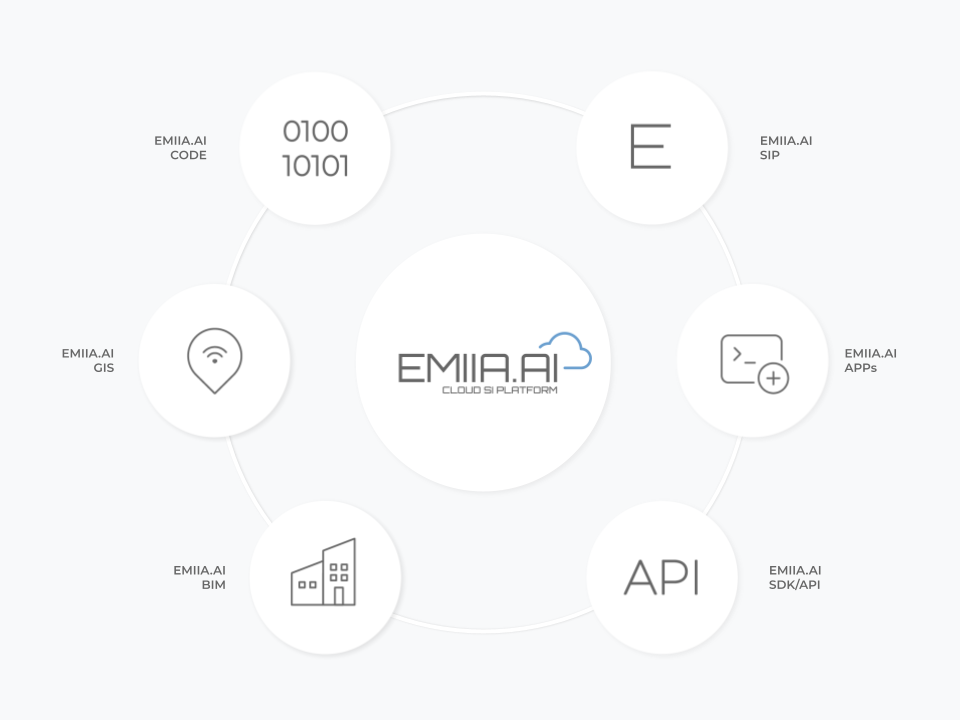 EMIIA.AI
CODE
0100
10101
E
EMIIA.AI
SIP
EMIIA.AI
GIS
EMIIA.AI
CLOUD SI PLATFORM
EMIIA.AI
APPs
EMIIA.AI
BIM
API
EMIIA.AI
SDK/API